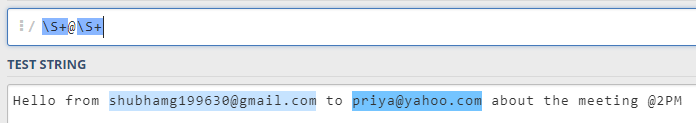 / \S+@\S+
TEST STRING
Hello from shubhamg199630@gmail.com to priya@yahoo.com about the meeting @2PM